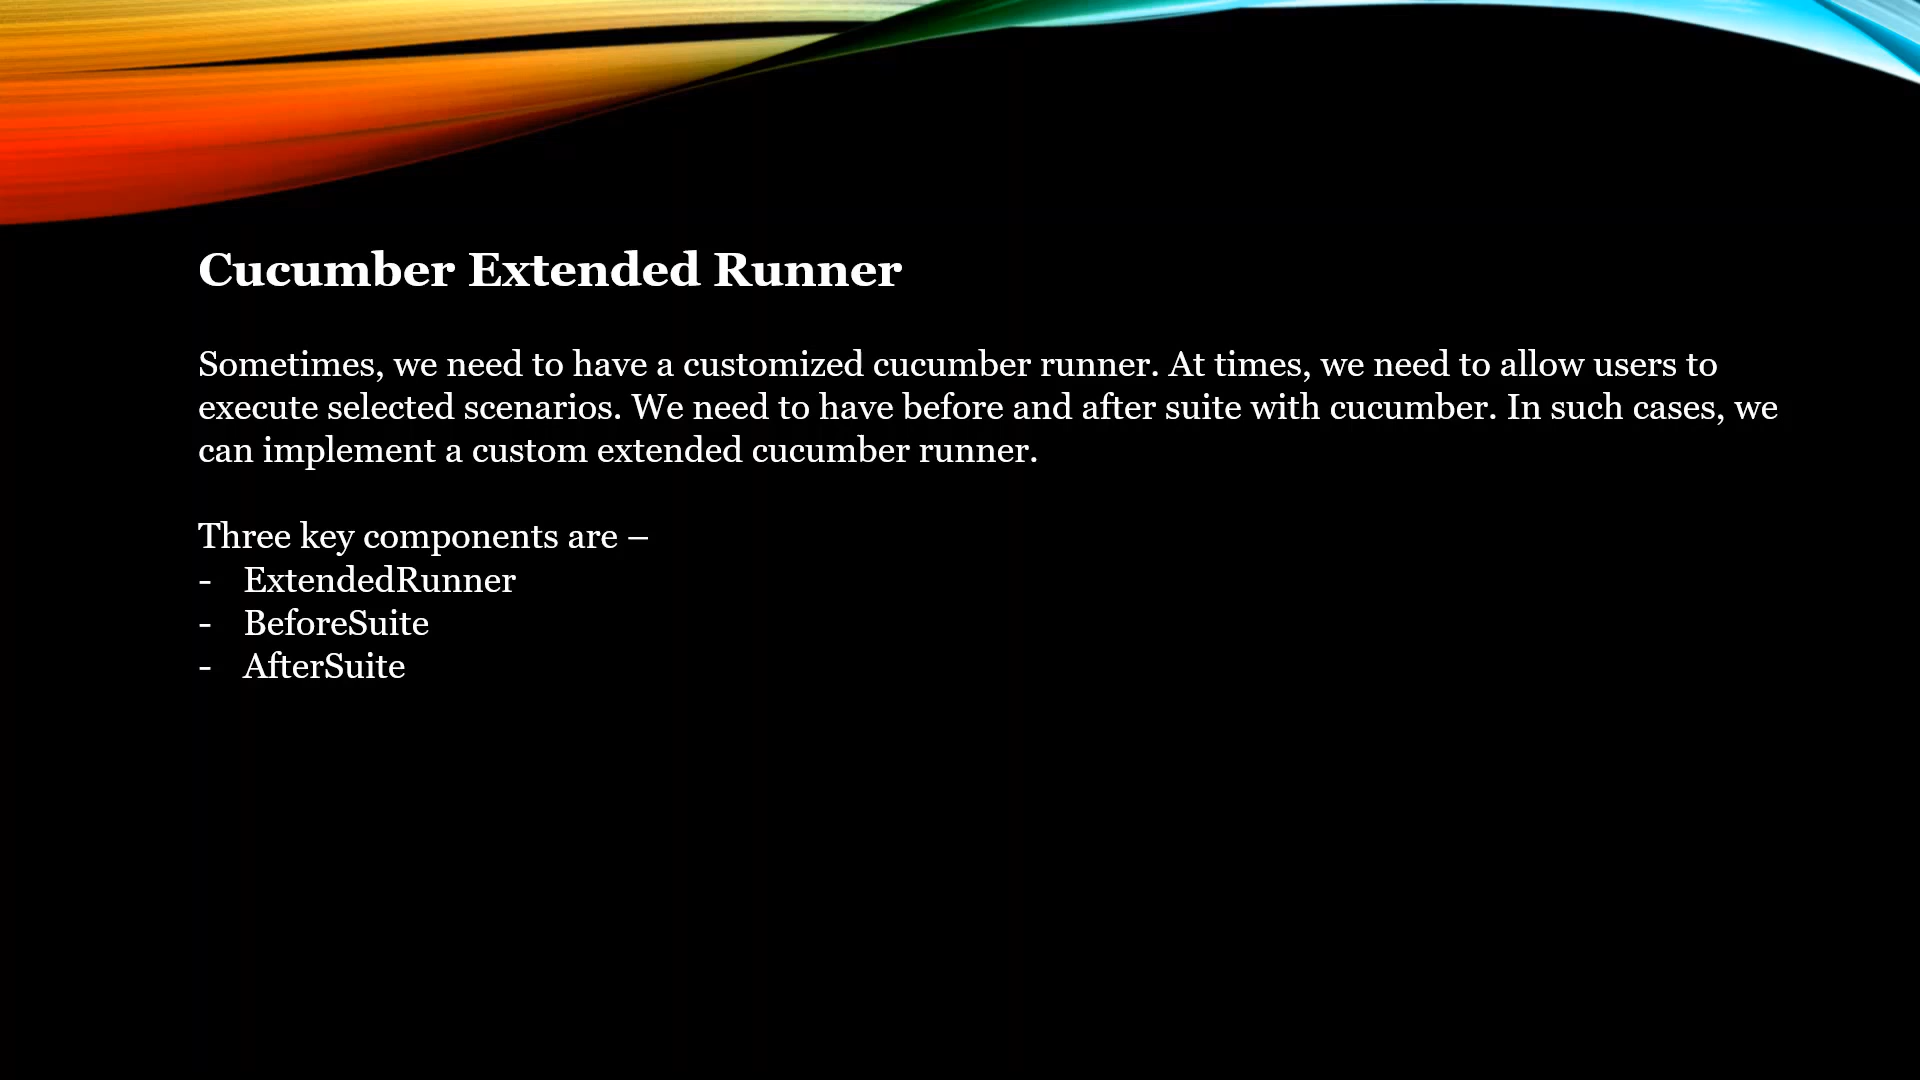 Cucumber Extended Runner
Sometimes, we need to have a customized cucumber runner. At times, we need to allow users to
execute selected scenarios. We need to have before and after suite with cucumber. In such cases, we
can implement a custom extended cucumber runner.
Three key components are –
- ExtendedRunner
- BeforeSuite
- AfterSuite